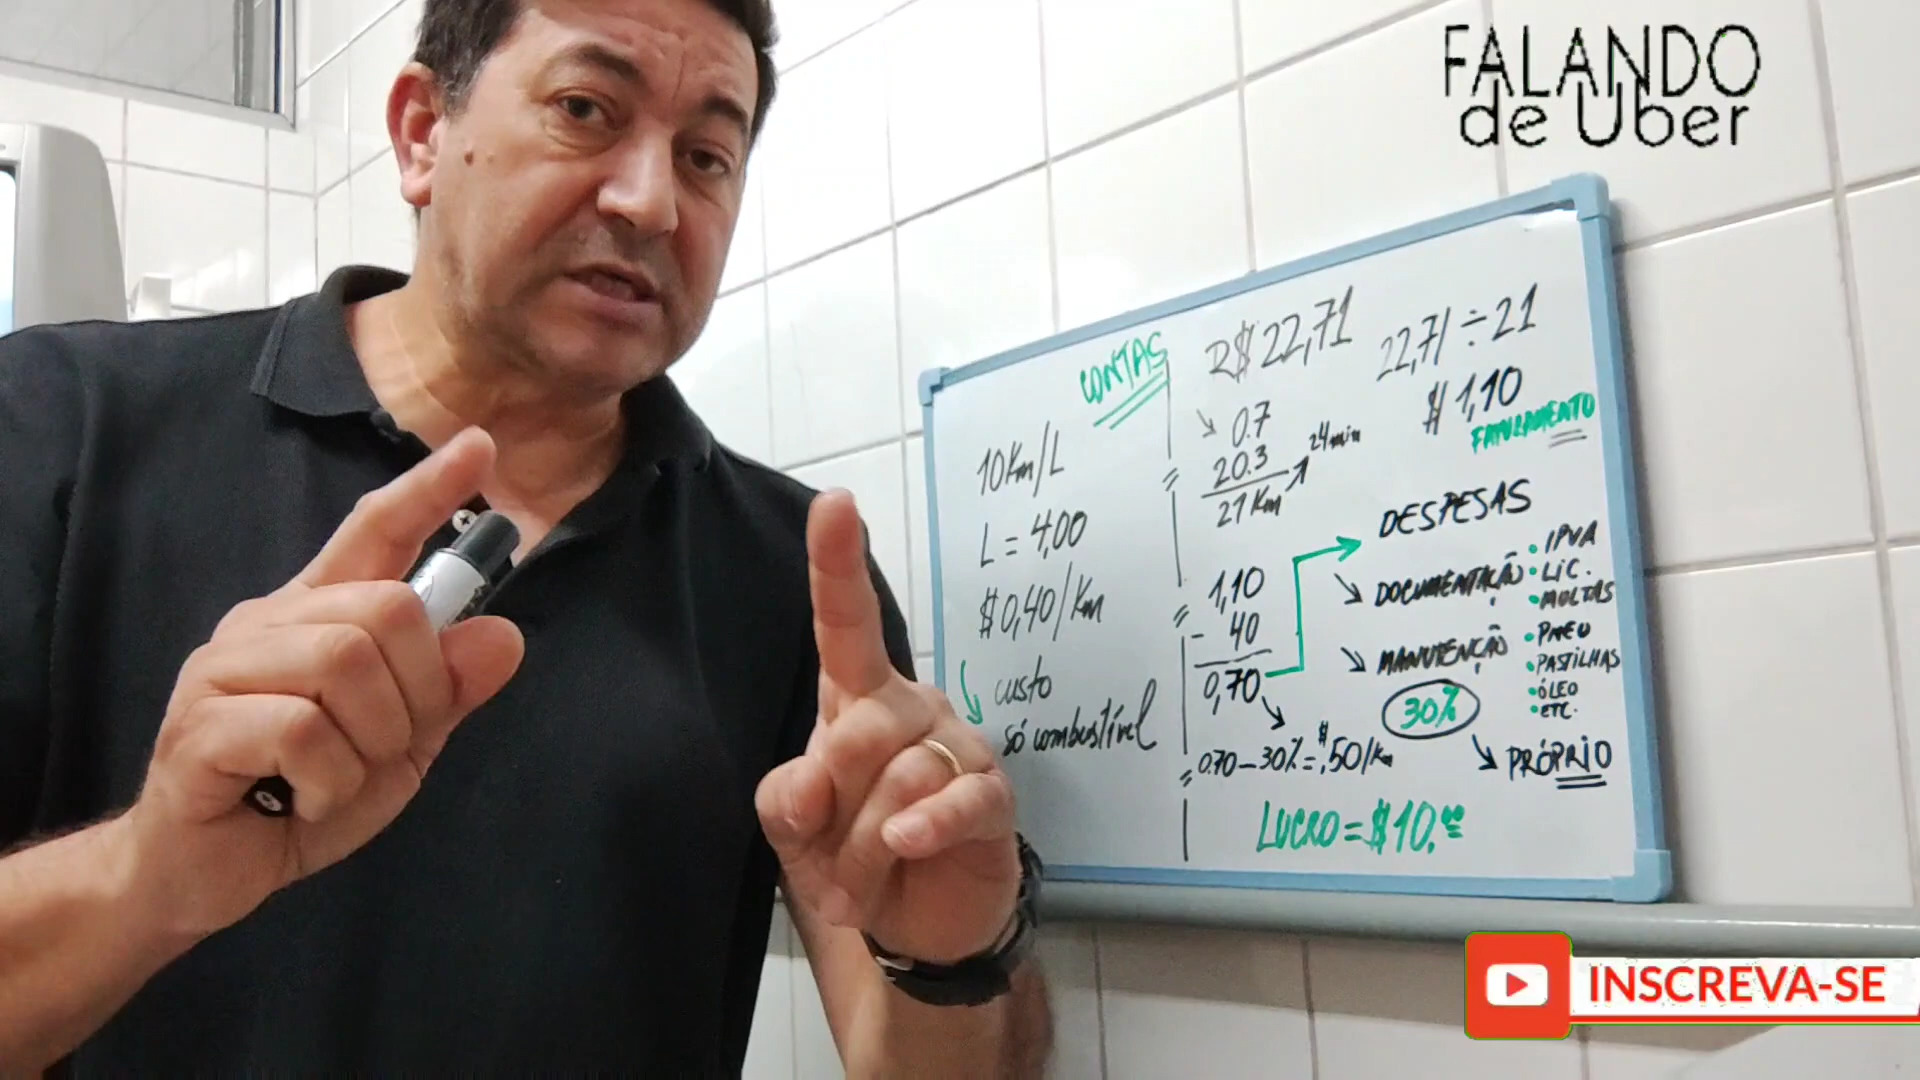 FALANDO
de Uber
CONTAS
10Km/L
L = 4,00
$0,40/Km
custo
só combustível
R$ 22,71
0.7
20.3
24min
21 Km
1,10
- 40
0,70
0.70-30%=$,50/Km
LUCRO=$10.00
22,71÷21
$ 1,10
FATURAMENTO
DESPESAS
DOCUMENTAÇÃO
• IPVA
• LIC.
• MULTAS
MANUTENÇÃO
• PNEU
• PASTILHAS
• ÓLEO
• ETC.
30%
PRÓPRIO
INSCREVA-SE